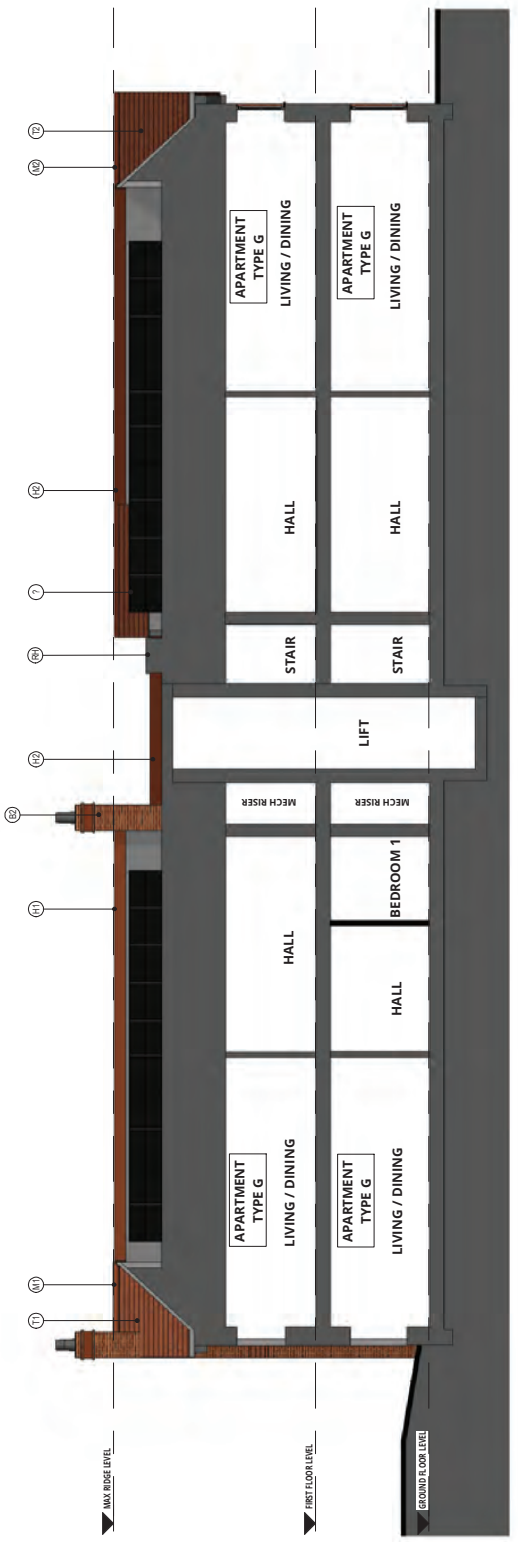 B2
T1
M1
H1
H2
RH
?
H2
M2
T2
MAX RIDGE LEVEL
APARTMENT
TYPE G
LIVING / DINING
HALL
MECH RISER
STAIR
HALL
APARTMENT
TYPE G
LIVING / DINING
FIRST FLOOR LEVEL
APARTMENT
TYPE G
LIVING / DINING
HALL
BEDROOM 1
MECH RISER
LIFT
STAIR
HALL
APARTMENT
TYPE G
LIVING / DINING
GROUND FLOOR LEVEL